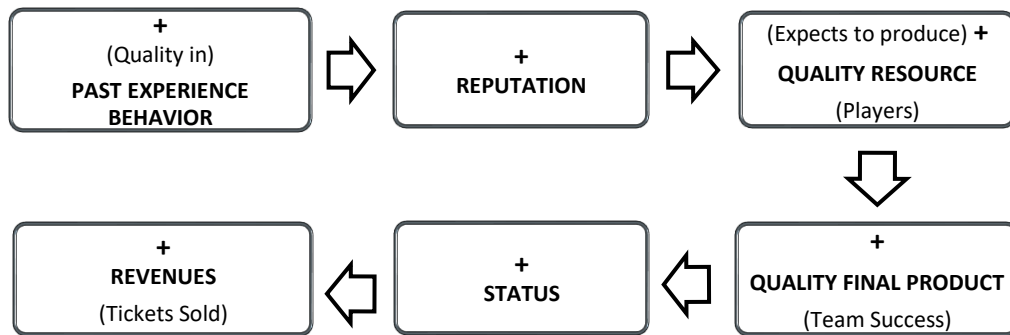 +
(Quality in)
PAST EXPERIENCE
BEHAVIOR
+
REPUTATION
(Expects to produce) +
QUALITY RESOURCE
(Players)
+
QUALITY FINAL PRODUCT
(Team Success)
+
STATUS
+
REVENUES
(Tickets Sold)